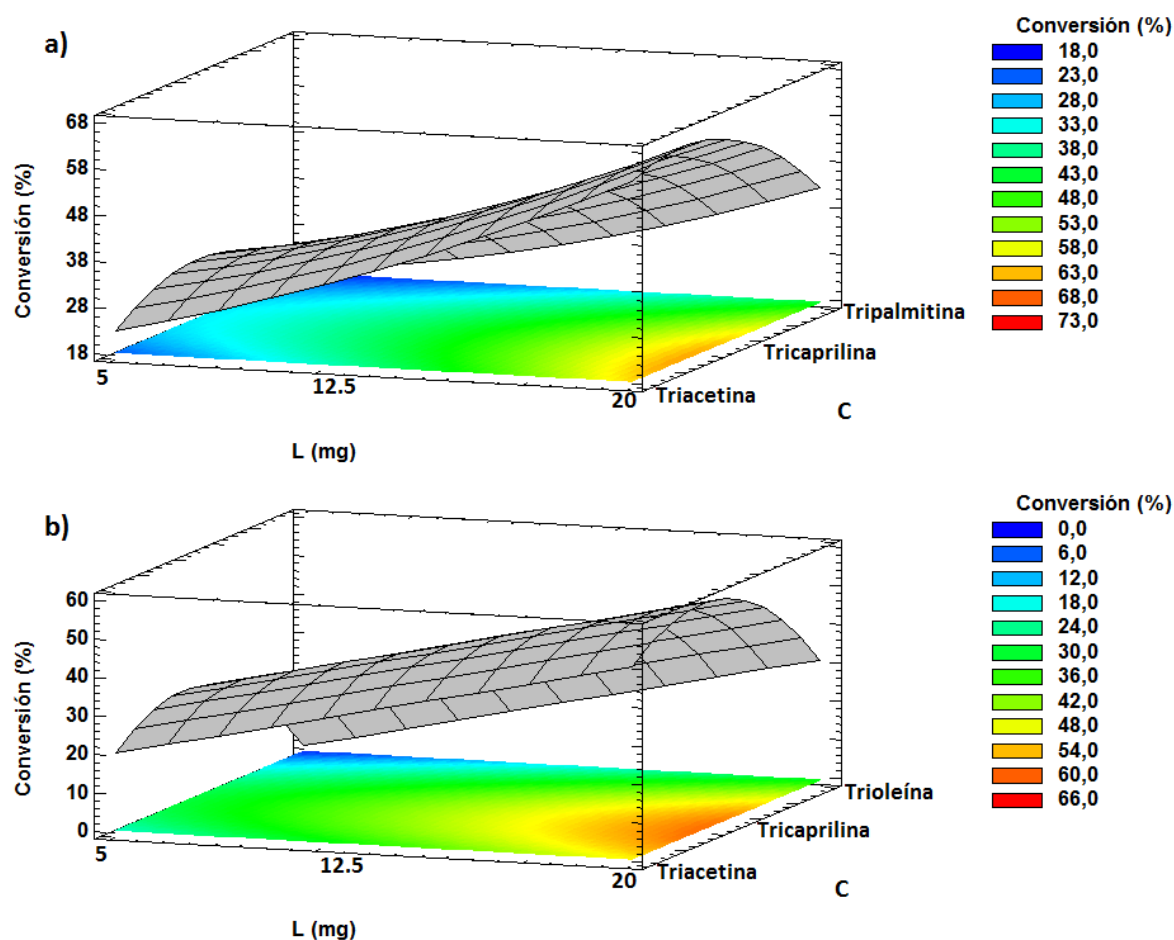 a)
Conversión (%)
68
58
48
38
28
18
5
12.5
20
L (mg)
Triacetina
Tricaprilina
Tripalmitina
C
Conversión (%)
18,0
23,0
28,0
33,0
38,0
43,0
48,0
53,0
58,0
63,0
68,0
73,0
b)
Conversión (%)
60
50
40
30
20
10
0
5
12.5
20
L (mg)
Triacetina
Tricaprilina
Trioleína
C
Conversión (%)
0,0
6,0
12,0
18,0
24,0
30,0
36,0
42,0
48,0
54,0
60,0
66,0